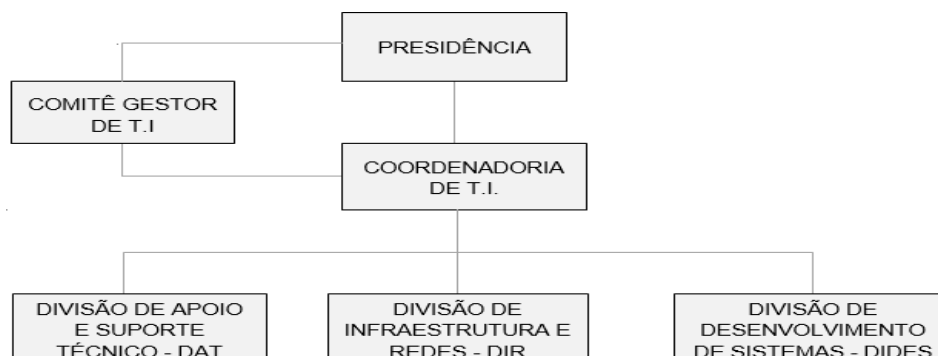 PRESIDÊNCIA
COMITÊ GESTOR
DE T.I
COORDENADORIA
DE T.I.
DIVISÃO DE APOIO
E SUPORTE
TÉCNICO - DAT
DIVISÃO DE
INFRAESTRUTURA E
REDES - DIR
DIVISÃO DE
DESENVOLVIMENTO
DE SISTEMAS - DIDES